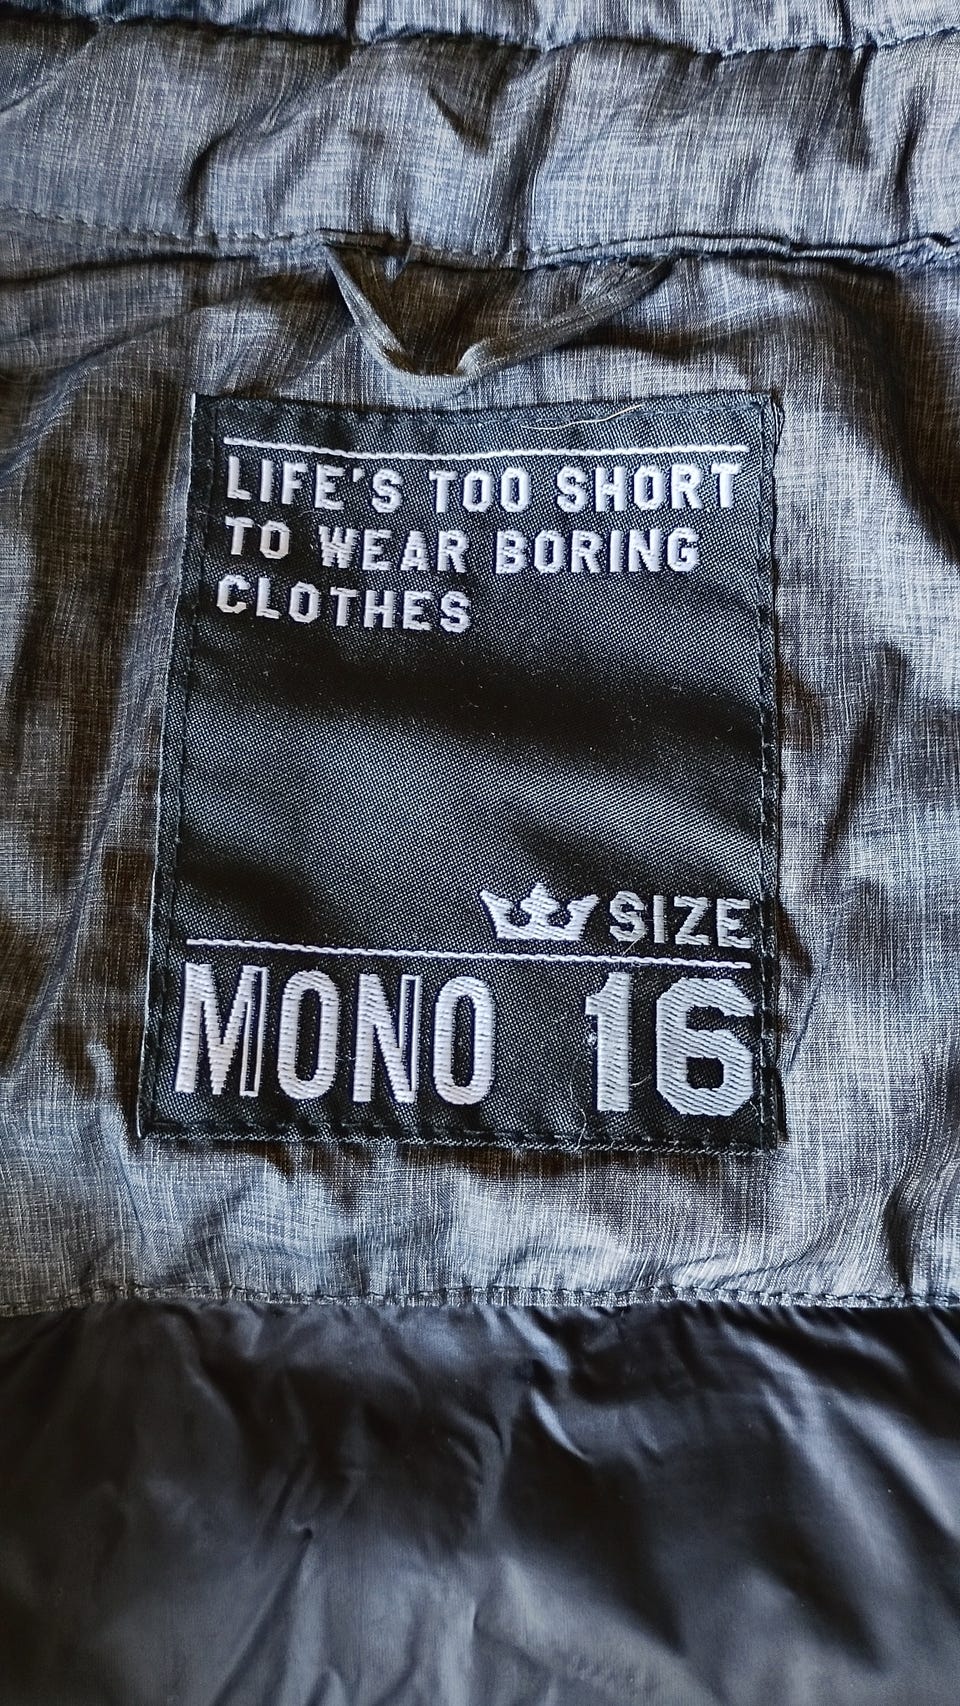 LIFE'S TOO SHORT
TO WEAR BORING
CLOTHES
SIZE
MONO 16